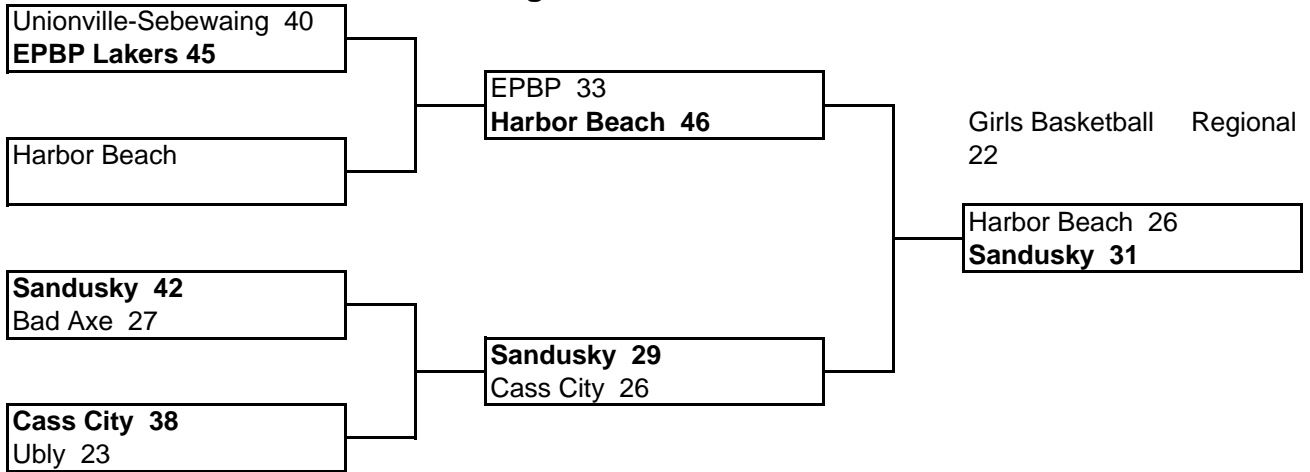 Unionville-Sebewaing 40
EPBP Lakers 45
Harbor Beach
Sandusky 42
Bad Axe 27
Cass City 38
Ubly 23
EPBP 33
Harbor Beach 46
Sandusky 29
Cass City 26
Girls Basketball Regional
22
Harbor Beach 26
Sandusky 31